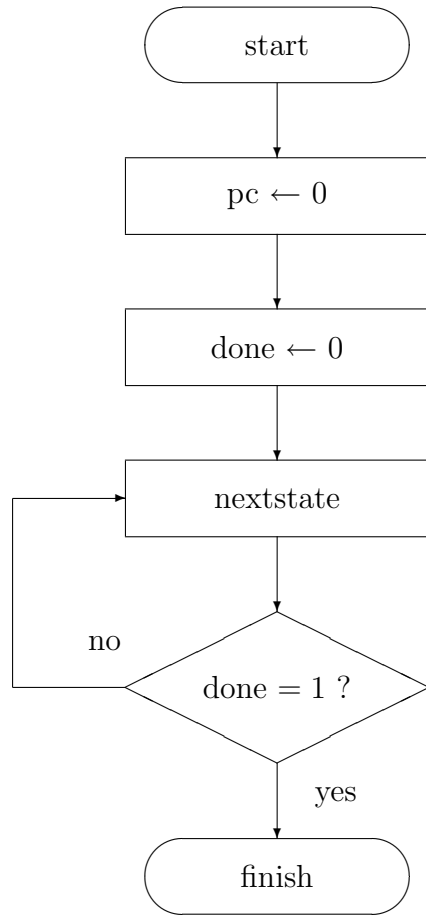 start
pc ← 0
done ← 0
nextstate
no
done = 1 ?
yes
finish